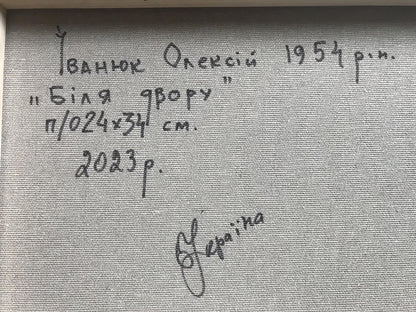 Іванюк Олексій 1954 р.н.
„Біля двору"
п/о 24х34 см.
2023 р.
Україна